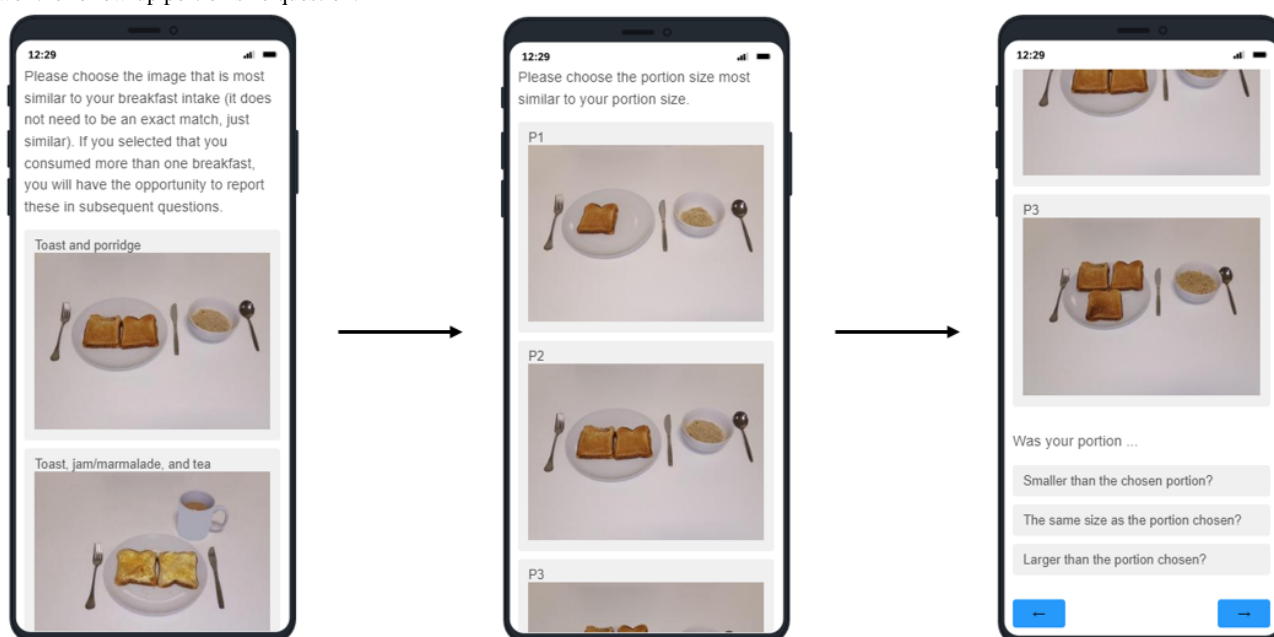 12:29
Please choose the image that is most
similar to your breakfast intake (it does
not need to be an exact match, just
similar). If you selected that you
consumed more than one breakfast,
you will have the opportunity to report
these in subsequent questions.
Toast and porridge
Toast, jam/marmalade, and tea
12:29
Please choose the portion size most
similar to your portion size.
P1
P2
P3
12:29
P3
Was your portion ...
Smaller than the chosen portion?
The same size as the portion chosen?
Larger than the portion chosen?
← →